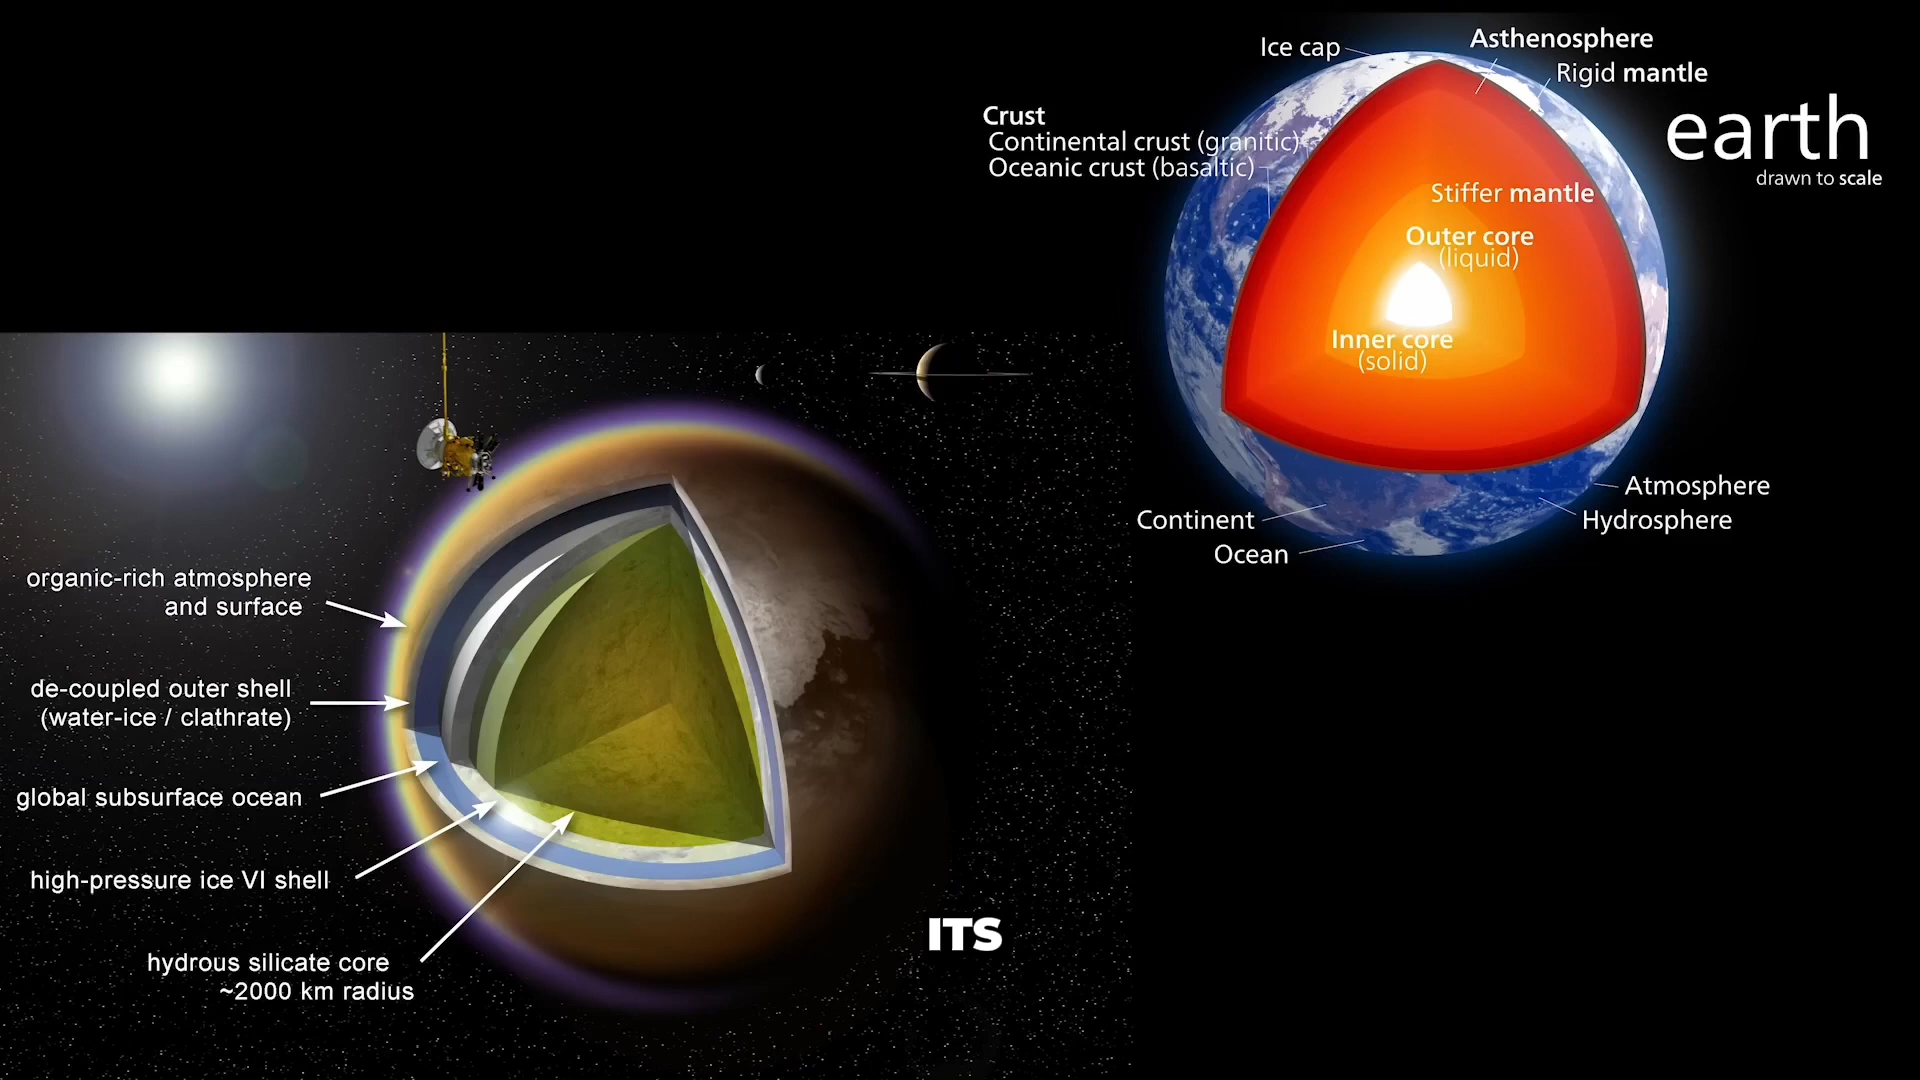 Ice cap
Asthenosphere
Rigid mantle
earth
drawn to scale
Crust
Continental crust (granitic)
Oceanic crust (basaltic)
Stiffer mantle
Outer core
(liquid)
Inner core
(solid)
Atmosphere
Hydrosphere
Continent
Ocean
organic-rich atmosphere
and surface
de-coupled outer shell
(water-ice / clathrate)
global subsurface ocean
high-pressure ice VI shell
hydrous silicate core
~2000 km radius
ITS